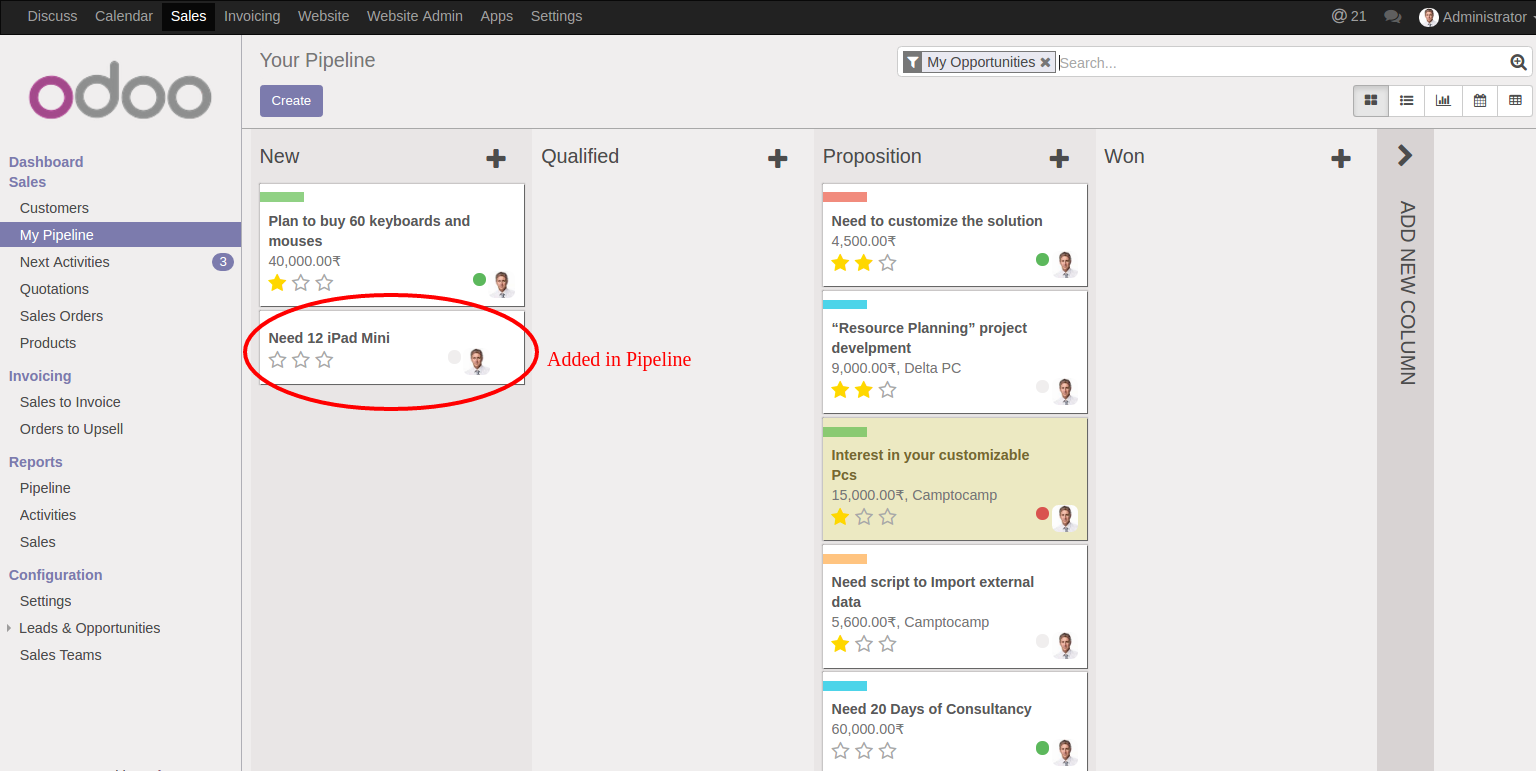 Discuss Calendar Sales Invoicing Website Website Admin Apps Settings @ 21 Administrator
odoo
Your Pipeline
My Opportunities ✖ Search...
Create
Dashboard
Sales
Customers
My Pipeline
Next Activities 3
Quotations
Sales Orders
Products
Invoicing
Sales to Invoice
Orders to Upsell
Reports
Pipeline
Activities
Sales
Configuration
Settings
Leads & Opportunities
Sales Teams
New
Plan to buy 60 keyboards and
mouses
40,000.00₹
Need 12 iPad Mini
Added in Pipeline
Qualified
Proposition
Need to customize the solution
4,500.00₹
“Resource Planning” project
develpment
9,000.00₹, Delta PC
Interest in your customizable
Pcs
15,000.00₹, Camptocamp
Need script to Import external
data
5,600.00₹, Camptocamp
Need 20 Days of Consultancy
60,000.00₹
Won
ADD NEW COLUMN